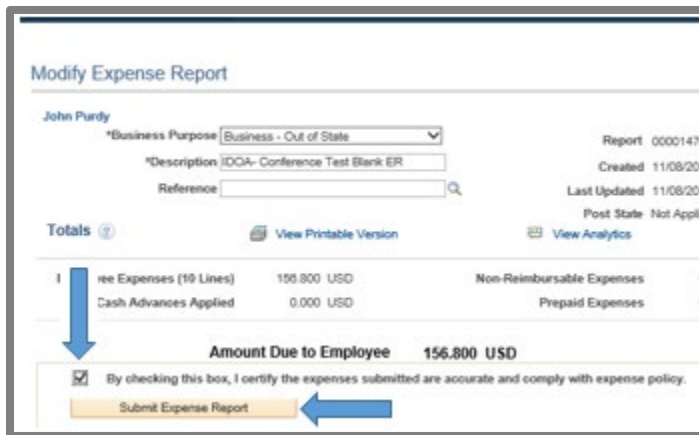 Modify Expense Report
John Purdy
*Business Purpose Business - Out of State
Report 0000147
*Description IDOA- Conference Test Blank ER
Created 11/08/20
Reference
Last Updated 11/08/20
Post State Not Appli
Totals ? View Printable Version View Analytics
ree Expenses (10 Lines) 156.800 USD Non-Reimbursable Expenses
Cash Advances Applied 0.000 USD Prepaid Expenses
Amount Due to Employee 156.800 USD
By checking this box, I certify the expenses submitted are accurate and comply with expense policy.
Submit Expense Report